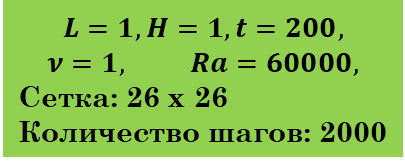 L = 1, H = 1, t = 200,
ν = 1, Ra = 60000,
Сетка: 26 x 26
Количество шагов: 2000